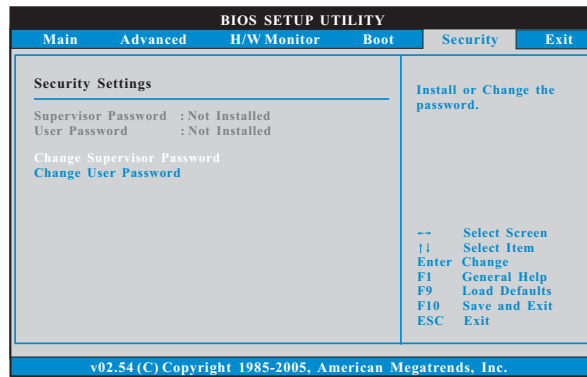 BIOS SETUP UTILITY
Main Advanced H/W Monitor Boot Security Exit
Security Settings
Supervisor Password : Not Installed
User Password : Not Installed
Change Supervisor Password
Change User Password
Install or Change the
password.
←→ Select Screen
↑↓ Select Item
Enter Change
F1 General Help
F9 Load Defaults
F10 Save and Exit
ESC Exit
v02.54 (C) Copyright 1985-2005, American Megatrends, Inc.